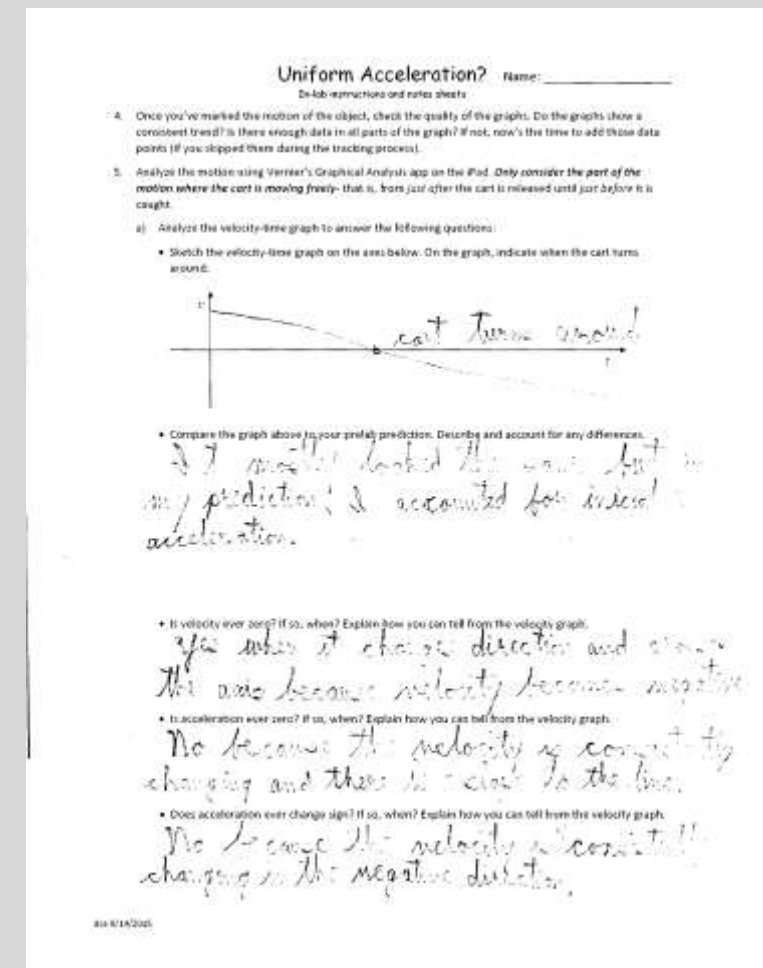 Uniform Acceleration? Name:
In-lab instructions and notes sheets
4. Once you've marked the motion of the object, check the quality of the graphs. Do the graphs show a
consistent trend? Is there enough data in all parts of the graph? If not, now's the time to add those data
points (if you skipped them during the tracking process).
5. Analyze the motion using Vernier's Graphical Analysis app on the iPad. Only consider the part of the
motion where the cart is moving freely- that is, from just after the cart is released until just before it is
caught.
a) Analyze the velocity-time graph to answer the following questions:
• Sketch the velocity-time graph on the axes below. On the graph, indicate when the cart turns
around.
v
cart turns around
t
• Compare the graph above to your prelab prediction. Describe and account for any differences.
looked the same but in
my prediction I accounted for
acceleration.
• Is velocity ever zero? If so, when? Explain how you can tell from the velocity graph.
Yes when it change direction and
the axis because velocity becomes negative
• Is acceleration ever zero? If so, when? Explain how you can tell from the velocity graph.
No because the velocity is constantly
changing and there is a to the line.
• Does acceleration ever change sign? If so, when? Explain how you can tell from the velocity graph.
No because the velocity is constantly
changing in the negative direction.